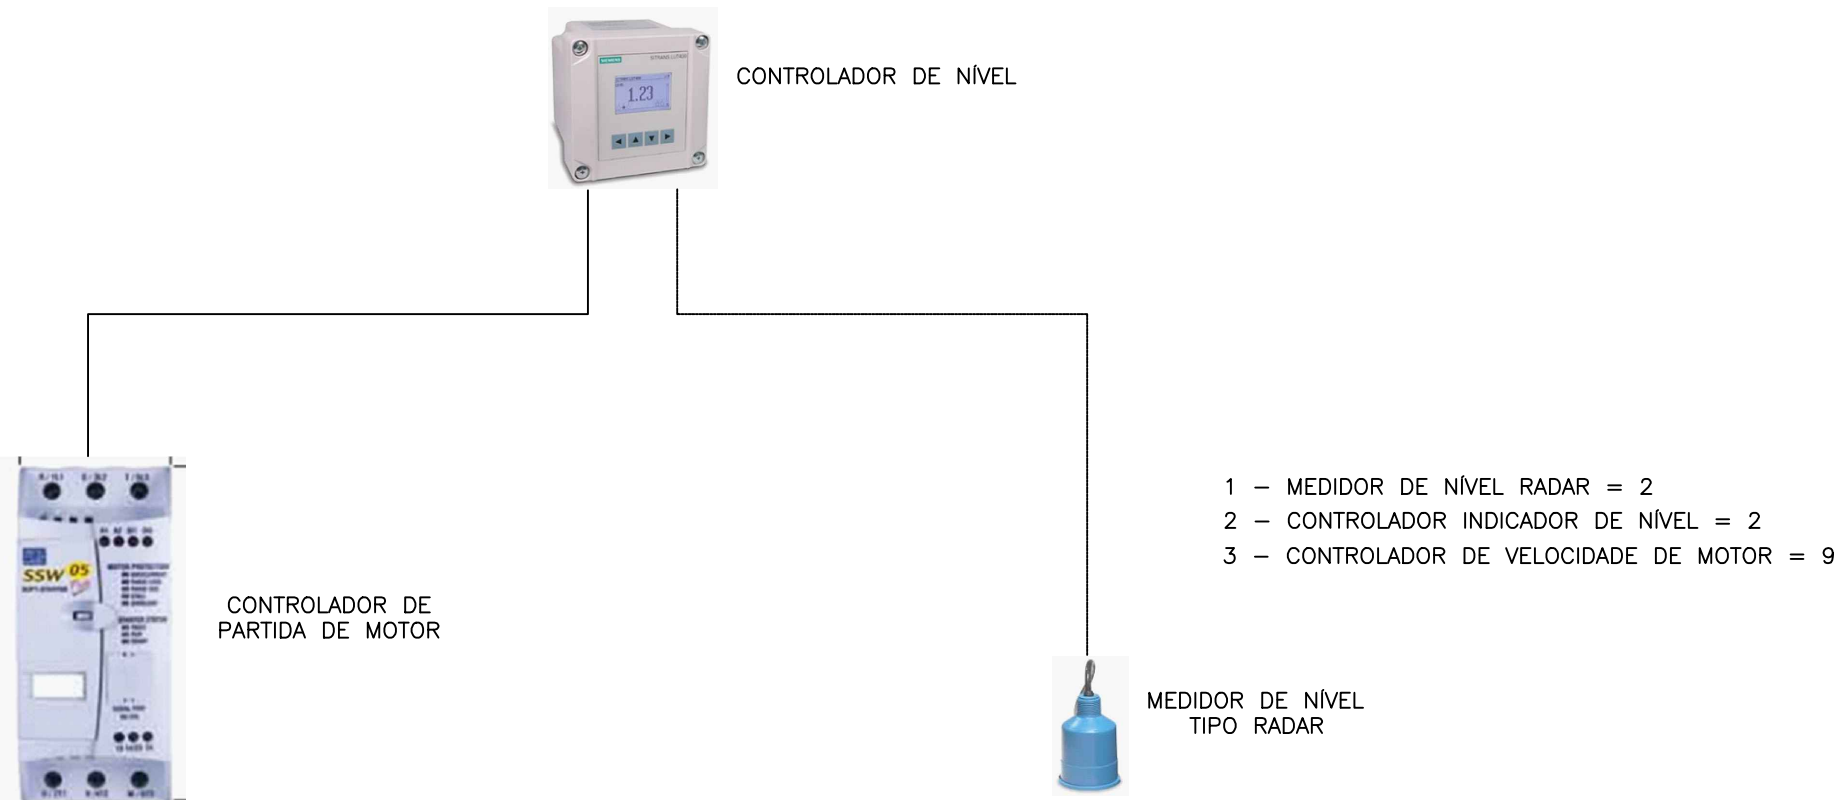 SIEMENS
1.23
CONTROLADOR DE NÍVEL
1 – MEDIDOR DE NÍVEL RADAR = 2
2 – CONTROLADOR INDICADOR DE NÍVEL = 2
3 – CONTROLADOR DE VELOCIDADE DE MOTOR = 9
SSW 05
CONTROLADOR DE
PARTIDA DE MOTOR
MEDIDOR DE NÍVEL
TIPO RADAR